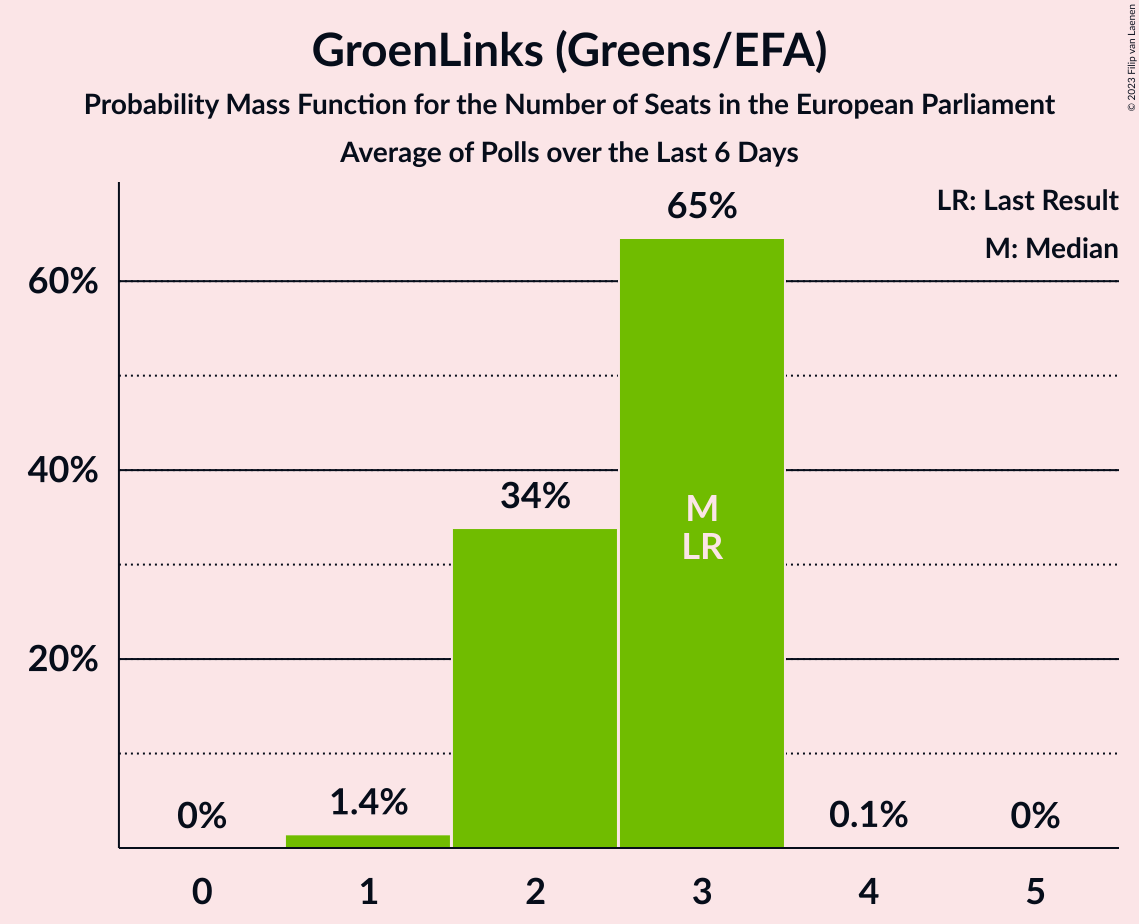 GroenLinks (Greens/EFA)
Probability Mass Function for the Number of Seats in the European Parliament
Average of Polls over the Last 6 Days
© 2023 Filip van Laenen
LR: Last Result
M: Median
60%
40%
20%
0%
1.4%
34%
65%
0.1%
0%
M
LR
0
1
2
3
4
5